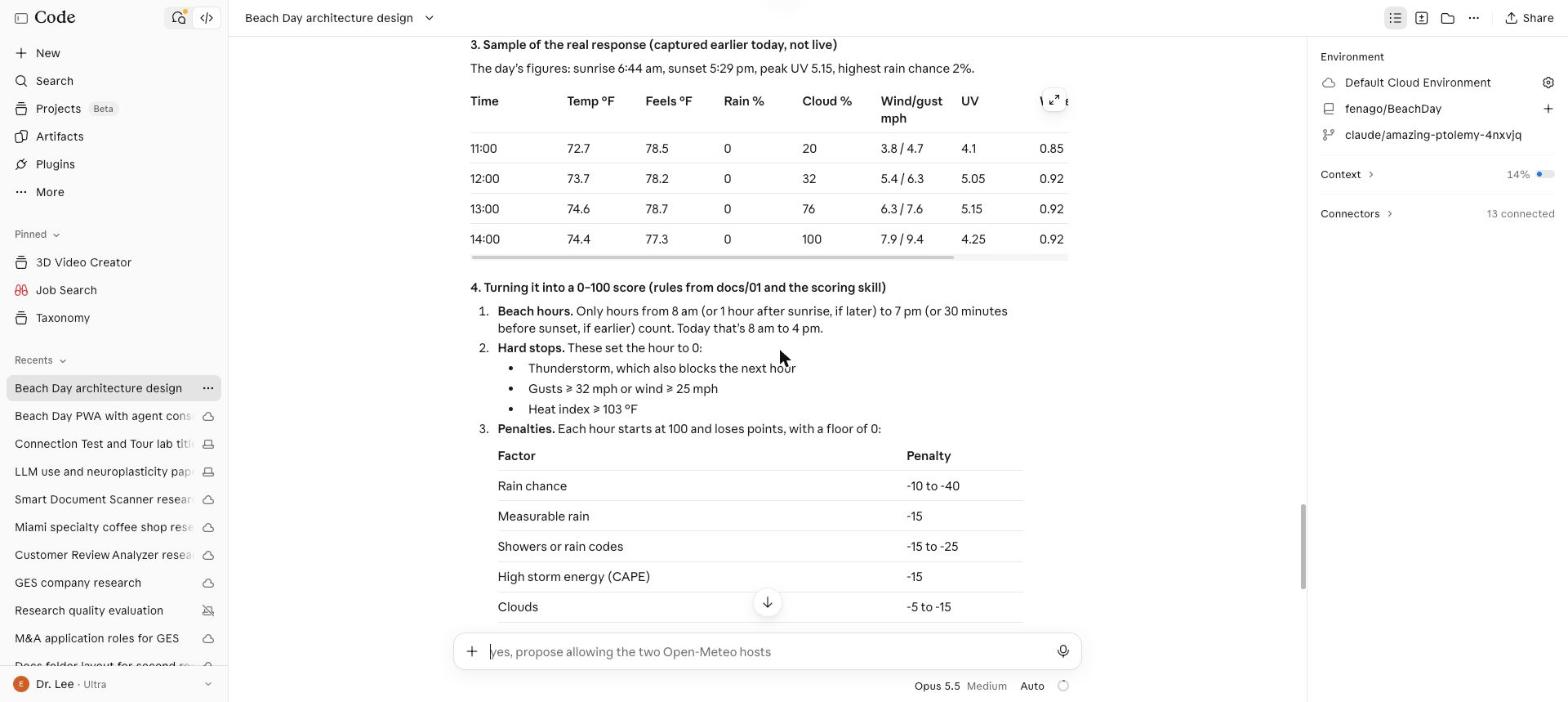 Code
Beach Day architecture design
Share
New
Search
Projects Beta
Artifacts
Plugins
More
Pinned
3D Video Creator
Job Search
Taxonomy
Recents
Beach Day architecture design
Beach Day PWA with agent cons
Connection Test and Tour lab titl
LLM use and neuroplasticity pap
Smart Document Scanner resear
Miami specialty coffee shop rese
Customer Review Analyzer resea
GES company research
Research quality evaluation
M&A application roles for GES
Docs folder layout for second re
E Dr. Lee · Ultra
3. Sample of the real response (captured earlier today, not live)
The day's figures: sunrise 6:44 am, sunset 5:29 pm, peak UV 5.15, highest rain chance 2%.
Time Temp °F Feels °F Rain % Cloud % Wind/gust mph UV
11:00 72.7 78.5 0 20 3.8 / 4.7 4.1 0.85
12:00 73.7 78.2 0 32 5.4 / 6.3 5.05 0.92
13:00 74.6 78.7 0 76 6.3 / 7.6 5.15 0.92
14:00 74.4 77.3 0 100 7.9 / 9.4 4.25 0.92
4. Turning it into a 0–100 score (rules from docs/01 and the scoring skill)
1. Beach hours. Only hours from 8 am (or 1 hour after sunrise, if later) to 7 pm (or 30 minutes
before sunset, if earlier) count. Today that's 8 am to 4 pm.
2. Hard stops. These set the hour to 0:
• Thunderstorm, which also blocks the next hour
• Gusts ≥ 32 mph or wind ≥ 25 mph
• Heat index ≥ 103 °F
3. Penalties. Each hour starts at 100 and loses points, with a floor of 0:
Factor Penalty
Rain chance -10 to -40
Measurable rain -15
Showers or rain codes -15 to -25
High storm energy (CAPE) -15
Clouds -5 to -15
yes, propose allowing the two Open-Meteo hosts
Opus 5.5 Medium Auto
Environment
Default Cloud Environment
fenago/BeachDay
claude/amazing-ptolemy-4nxvjq
Context 14%
Connectors 13 connected